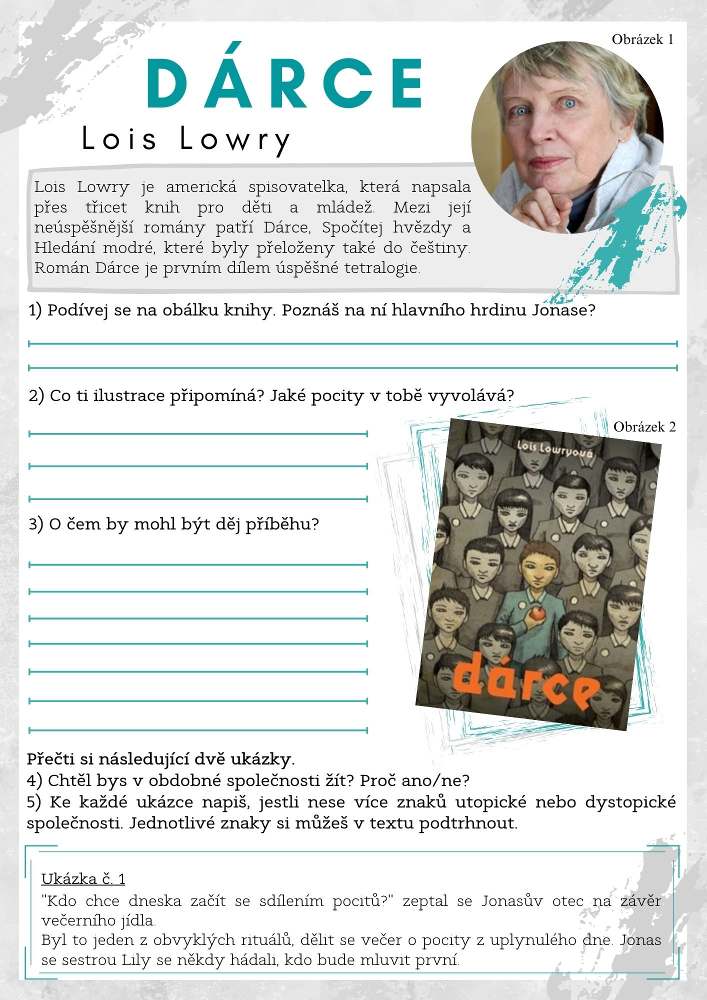 Obrázek 1
DÁRCE
Lois Lowry
Lois Lowry je americká spisovatelka, která napsala
přes třicet knih pro děti a mládež. Mezi její
neúspěšnější romány patří Dárce, Spočítej hvězdy a
Hledání modré, které byly přeloženy také do češtiny.
Román Dárce je prvním dílem úspěšné tetralogie.
1) Podívej se na obálku knihy. Poznáš na ní hlavního hrdinu Jonase?
2) Co ti ilustrace připomíná? Jaké pocity v tobě vyvolává?
Obrázek 2
Lois Lowryová
3) O čem by mohl být děj příběhu?
dárce
Přečti si následující dvě ukázky.
4) Chtěl bys v obdobné společnosti žít? Proč ano/ne?
5) Ke každé ukázce napiš, jestli nese více znaků utopické nebo dystopické
společnosti. Jednotlivé znaky si můžeš v textu podtrhnout.
Ukázka č. 1
"Kdo chce dneska začít se sdílením pocitů?" zeptal se Jonasův otec na závěr
večerního jídla.
Byl to jeden z obvyklých rituálů, dělit se večer o pocity z uplynulého dne. Jonas
se sestrou Lily se někdy hádali, kdo bude mluvit první.